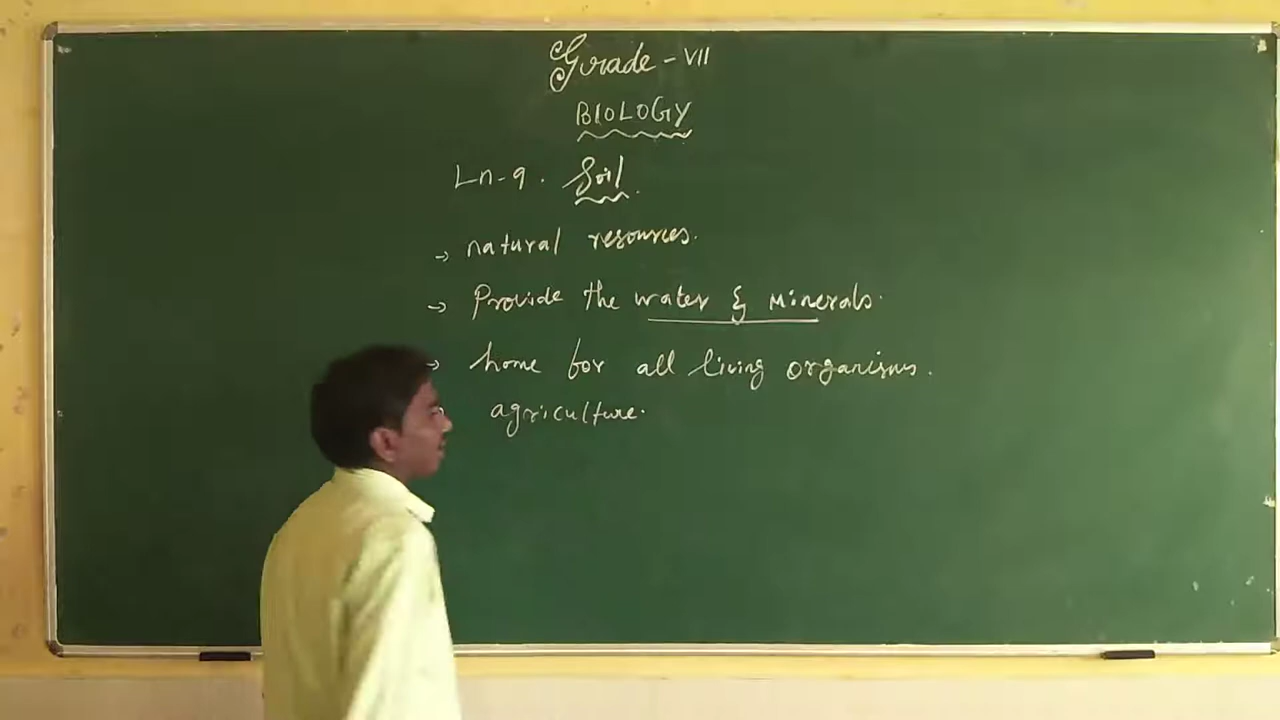 Grade - VII
BIOLOGY
Ln-9. Soil.
→ natural resources.
→ Provide the water & Minerals.
→ home for all living organisms.
agriculture.